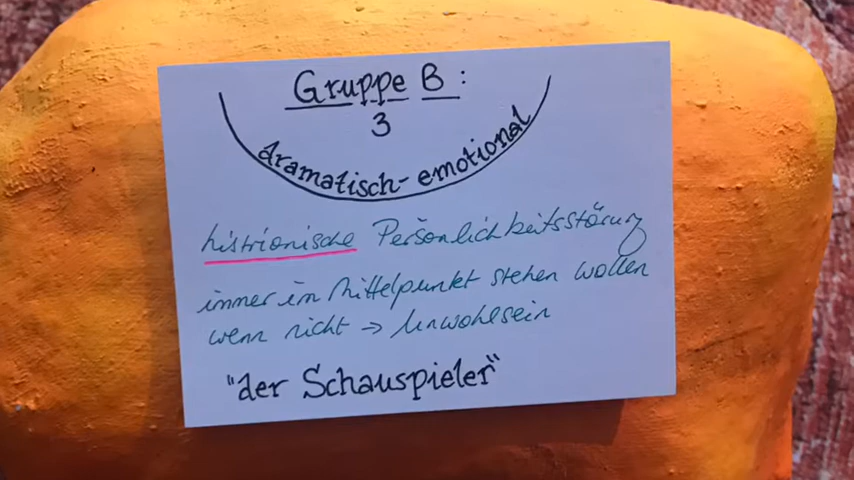 Gruppe B:
3
dramatisch-emotional
histrionische Persönlichkeitsstörung
immer im Mittelpunkt stehen wollen
wenn nicht → Unwohlsein
"der Schauspieler"